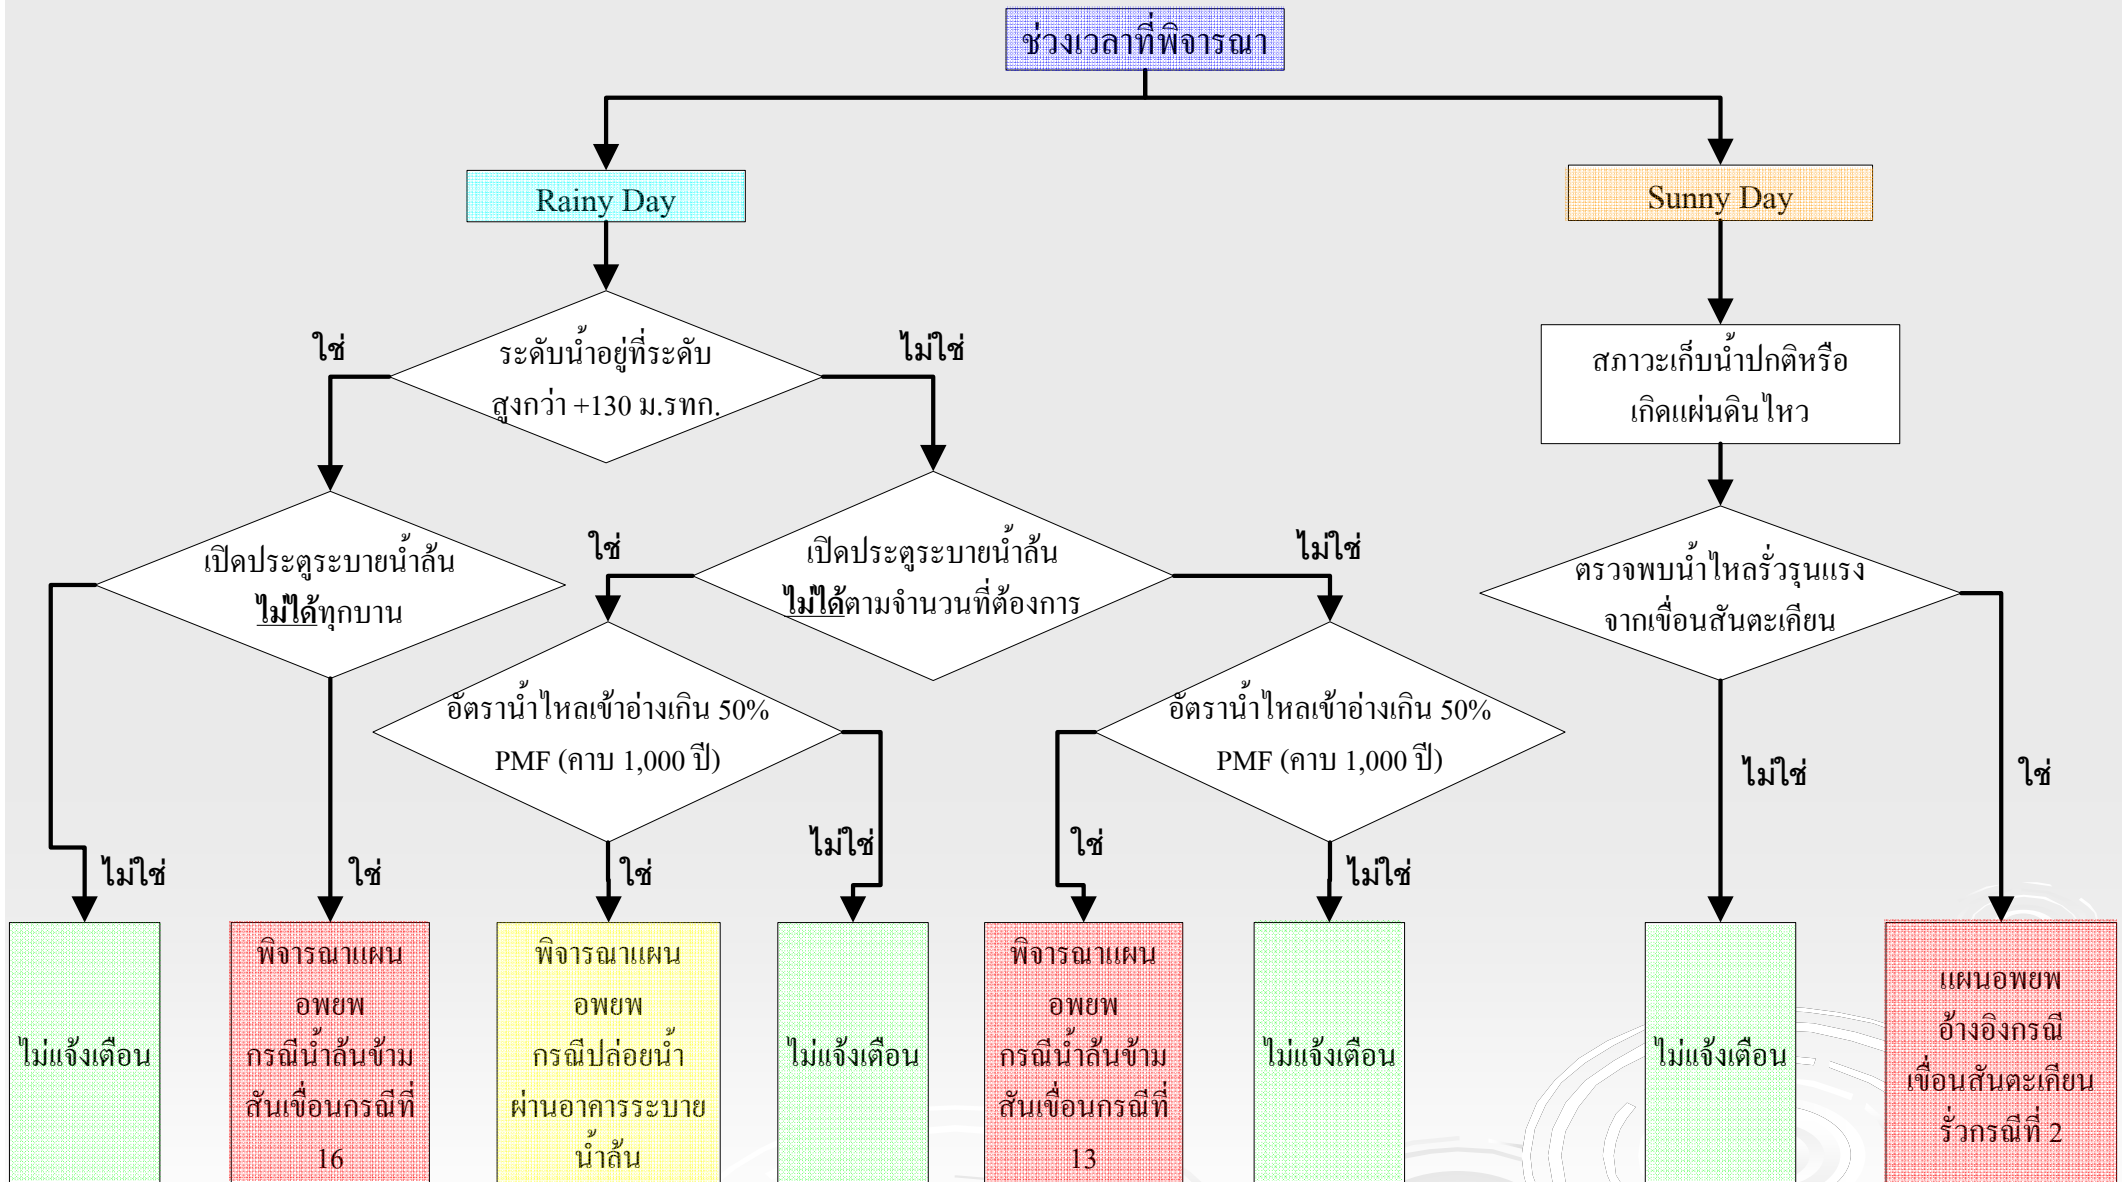 ช่วงเวลาที่พิจารณา
Rainy Day
Sunny Day
ใช่
ระดับน้ำอยู่ที่ระดับ
สูงกว่า +130 ม.รทก.
ไม่ใช่
สภาวะเก็บน้ำปกติหรือ
เกิดแผ่นดินไหว
เปิดประตูระบายน้ำล้น
ไม่ได้ทุกบาน
ใช่
เปิดประตูระบายน้ำล้น
ไม่ได้ตามจำนวนที่ต้องการ
ไม่ใช่
ตรวจพบน้ำไหลรั่วรุนแรง
จากเขื่อนสันตะเคียน
อัตราน้ำไหลเข้าอ่างเกิน 50%
PMF (คาบ 1,000 ปี)
อัตราน้ำไหลเข้าอ่างเกิน 50%
PMF (คาบ 1,000 ปี)
ไม่ใช่
ใช่
ไม่ใช่
ใช่
ใช่
ไม่ใช่
ใช่
ไม่ใช่
ไม่แจ้งเตือน
พิจารณาแผน
อพยพ
กรณีน้ำล้นข้าม
สันเขื่อนกรณีที่
16
พิจารณาแผน
อพยพ
กรณีปล่อยน้ำ
ผ่านอาคารระบาย
น้ำล้น
ไม่แจ้งเตือน
พิจารณาแผน
อพยพ
กรณีน้ำล้นข้าม
สันเขื่อนกรณีที่
13
ไม่แจ้งเตือน
ไม่แจ้งเตือน
แผนอพยพ
อ้างอิงกรณี
เขื่อนสันตะเคียน
รั่วกรณีที่ 2